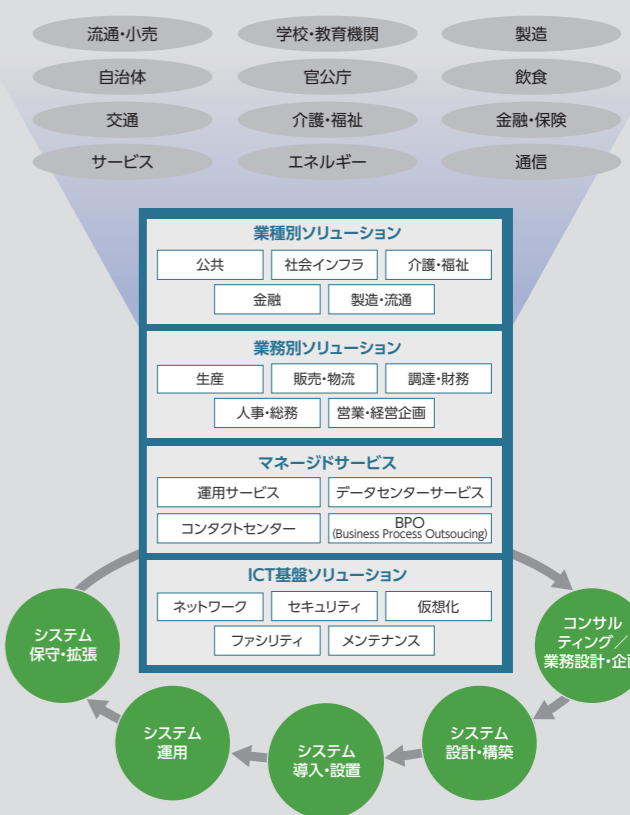 流通・小売
学校・教育機関
製造
自治体
官公庁
飲食
交通
介護・福祉
金融・保険
サービス
エネルギー
通信
業種別ソリューション
公共
社会インフラ
介護・福祉
金融
製造・流通
業務別ソリューション
生産
販売・物流
調達・財務
人事・総務
営業・経営企画
マネージドサービス
運用サービス
データセンターサービス
コンタクトセンター
BPO
(Business Process Outsoucing)
ICT基盤ソリューション
ネットワーク
セキュリティ
仮想化
ファシリティ
メンテナンス
コンサル
ティング／
業務設計・企画
システム
設計・構築
システム
導入・設置
システム
運用
システム
保守・拡張